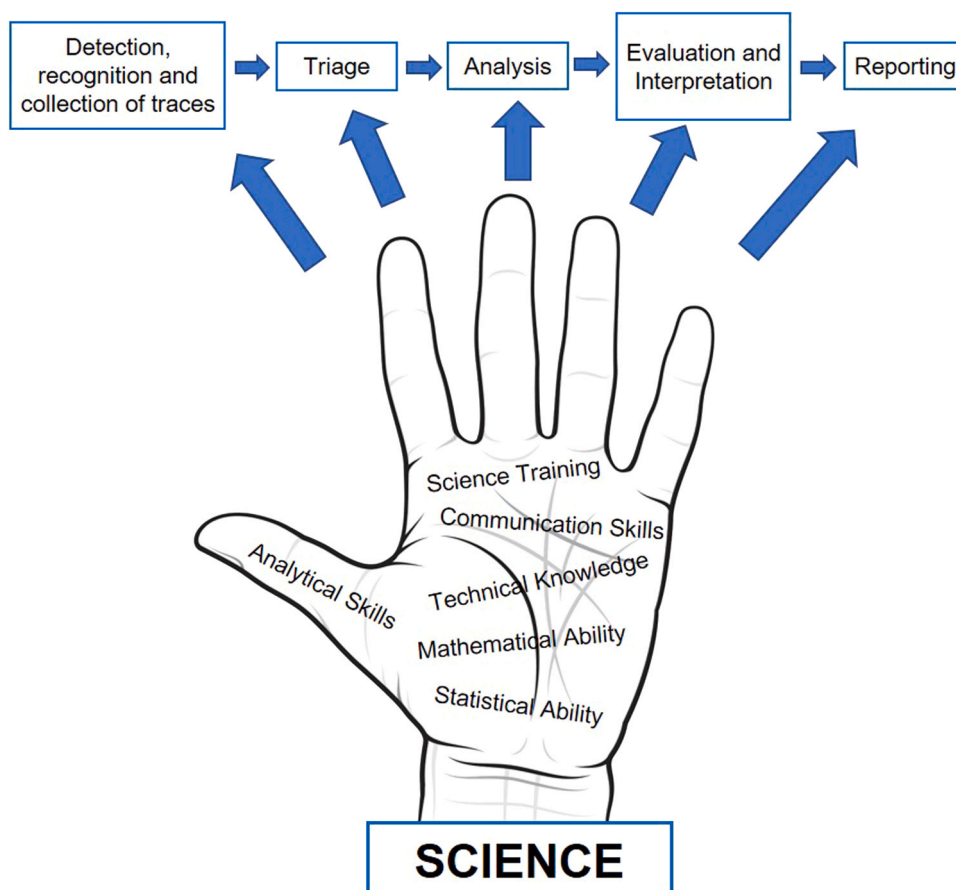 Detection,
recognition and
collection of traces
Triage
Analysis
Evaluation and
Interpretation
Reporting
Science Training
Communication Skills
Analytical Skills
Technical Knowledge
Mathematical Ability
Statistical Ability
SCIENCE